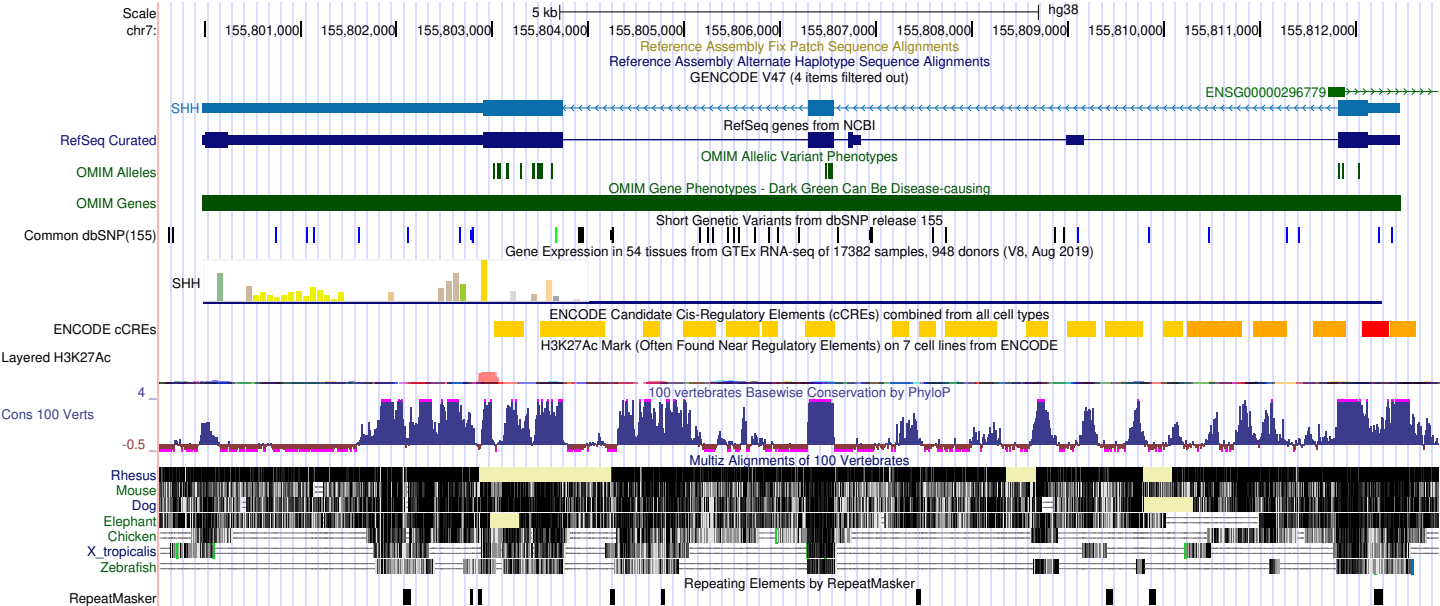 Scale 5 kb hg38
chr7: 155,801,000 155,802,000 155,803,000 155,804,000 155,805,000 155,806,000 155,807,000 155,808,000 155,809,000 155,810,000 155,811,000 155,812,000
Reference Assembly Fix Patch Sequence Alignments
Reference Assembly Alternate Haplotype Sequence Alignments
GENCODE V47 (4 items filtered out)
ENSG00000296779
SHH
RefSeq genes from NCBI
RefSeq Curated
OMIM Allelic Variant Phenotypes
OMIM Alleles
OMIM Gene Phenotypes - Dark Green Can Be Disease-causing
OMIM Genes
Short Genetic Variants from dbSNP release 155
Common dbSNP(155)
Gene Expression in 54 tissues from GTEx RNA-seq of 17382 samples, 948 donors (V8, Aug 2019)
SHH
ENCODE Candidate Cis-Regulatory Elements (cCREs) combined from all cell types
ENCODE cCREs
H3K27Ac Mark (Often Found Near Regulatory Elements) on 7 cell lines from ENCODE
Layered H3K27Ac
100 vertebrates Basewise Conservation by PhyloP
4
Cons 100 Verts
-0.5
Multiz Alignments of 100 Vertebrates
Rhesus
Mouse
Dog
Elephant
Chicken
X_tropicalis
Zebrafish
Repeating Elements by RepeatMasker
RepeatMasker